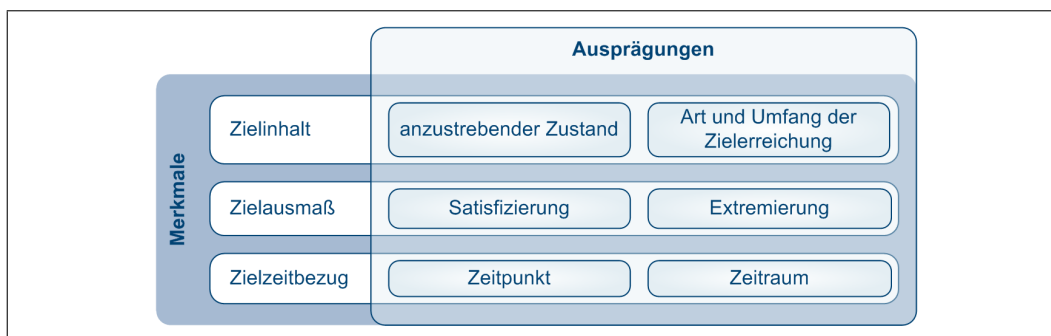 Ausprägungen
Merkmale
Zielinhalt
anzustrebender Zustand
Art und Umfang der
Zielerreichung
Zielausmaß
Satisfizierung
Extremierung
Zielzeitbezug
Zeitpunkt
Zeitraum